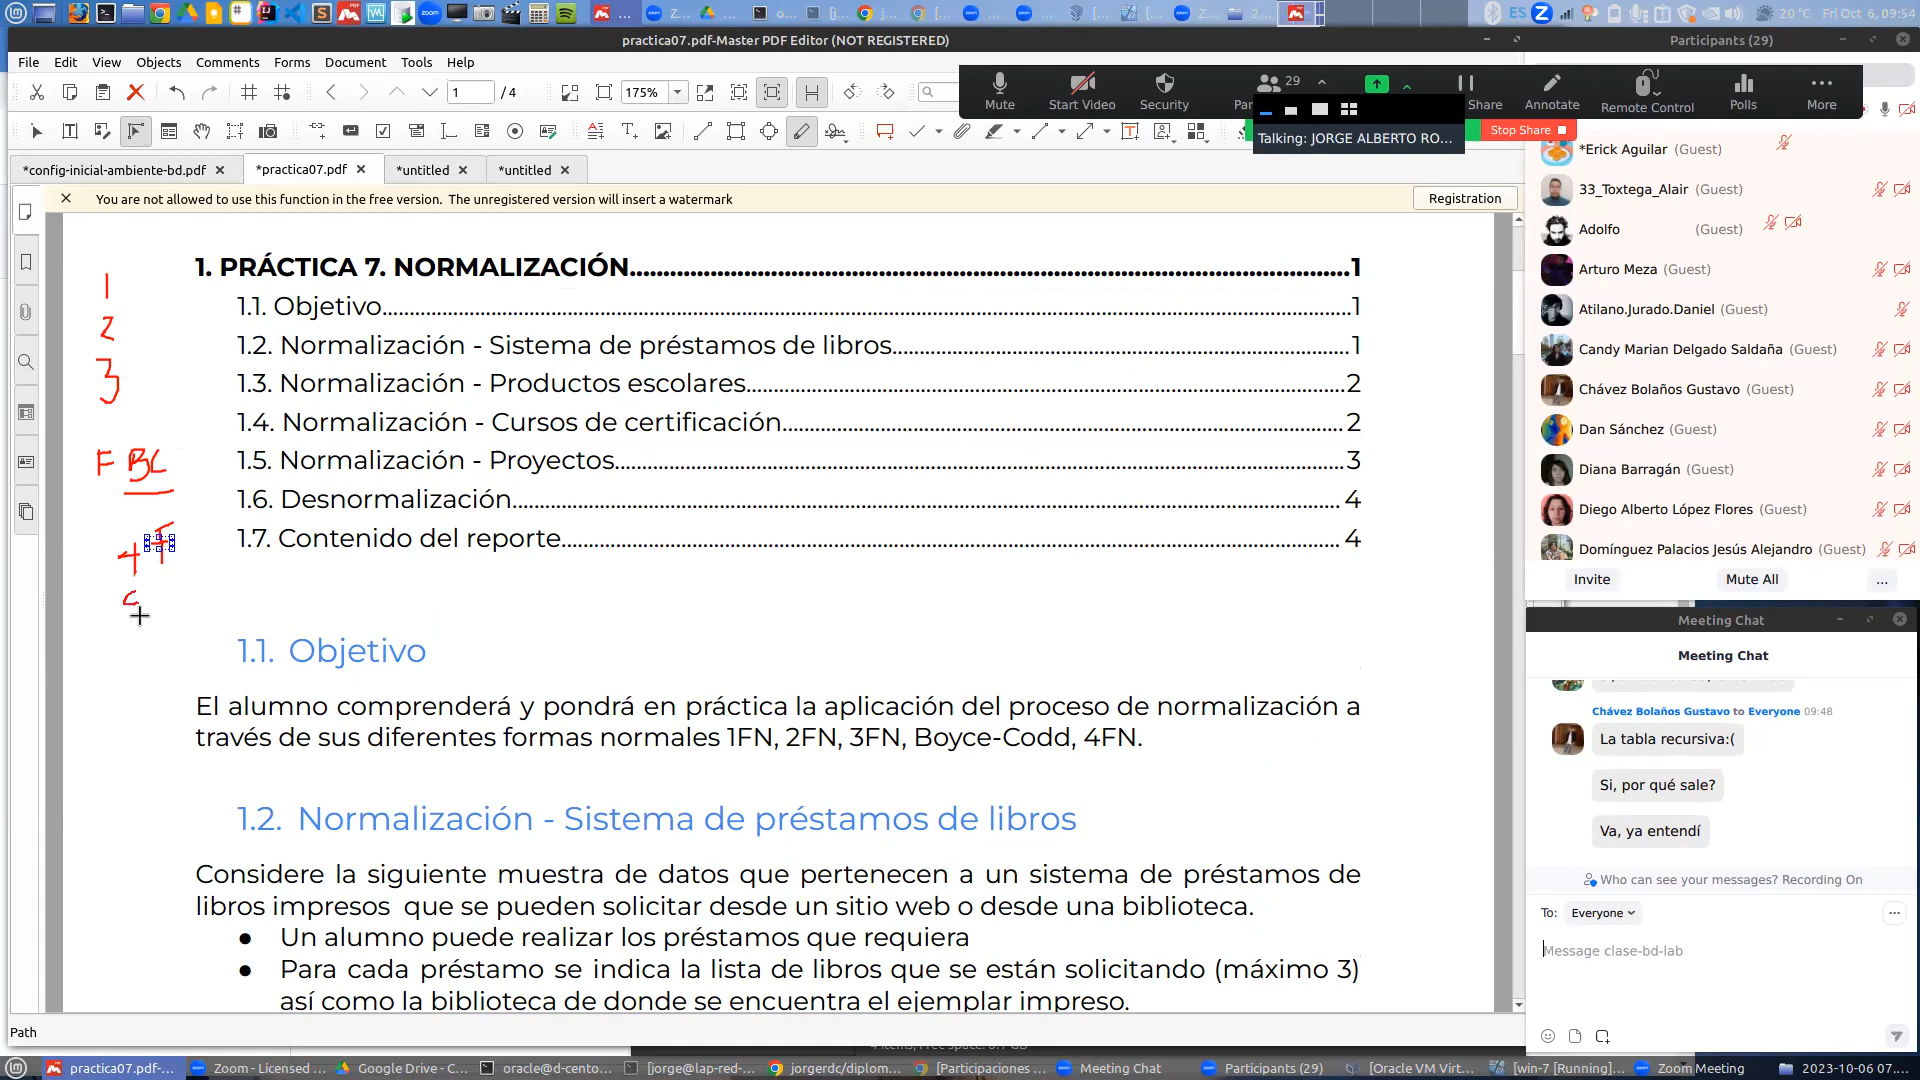 ES
20 °C Fri Oct 6, 09:54
practica07.pdf-Master PDF Editor (NOT REGISTERED)
Participants (29)
File Edit View Objects Comments Forms Document Tools Help
1 / 4
175%
Mute
Start Video
Security
29
Share
Annotate
Remote Control
Polls
More
Talking: JORGE ALBERTO RO...
Stop Share
*config-inicial-ambiente-bd.pdf
*practica07.pdf
*untitled
*untitled
You are not allowed to use this function in the free version. The unregistered version will insert a watermark
Registration
1. PRÁCTICA 7. NORMALIZACIÓN 1
1.1. Objetivo 1
1.2. Normalización - Sistema de préstamos de libros 1
1.3. Normalización - Productos escolares 2
1.4. Normalización - Cursos de certificación 2
1.5. Normalización - Proyectos 3
1.6. Desnormalización 4
1.7. Contenido del reporte 4
1
2
3
F BC
4 F
1.1. Objetivo
El alumno comprenderá y pondrá en práctica la aplicación del proceso de normalización a
través de sus diferentes formas normales 1FN, 2FN, 3FN, Boyce-Codd, 4FN.
1.2. Normalización - Sistema de préstamos de libros
Considere la siguiente muestra de datos que pertenecen a un sistema de préstamos de
libros impresos que se pueden solicitar desde un sitio web o desde una biblioteca.
● Un alumno puede realizar los préstamos que requiera
● Para cada préstamo se indica la lista de libros que se están solicitando (máximo 3)
así como la biblioteca de donde se encuentra el ejemplar impreso.
Path
*Erick Aguilar (Guest)
33_Toxtega_Alair (Guest)
Adolfo (Guest)
Arturo Meza (Guest)
Atilano.Jurado.Daniel (Guest)
Candy Marian Delgado Saldaña (Guest)
Chávez Bolaños Gustavo (Guest)
Dan Sánchez (Guest)
Diana Barragán (Guest)
Diego Alberto López Flores (Guest)
Domínguez Palacios Jesús Alejandro (Guest)
Invite
Mute All
...
Meeting Chat
Meeting Chat
Chávez Bolaños Gustavo to Everyone 09:48
La tabla recursiva:(
Si, por qué sale?
Va, ya entendí
Who can see your messages? Recording On
To: Everyone
Message clase-bd-lab
practica07.pdf-...
Zoom - Licensed ...
Google Drive - C...
oracle@d-cento...
[jorge@lap-red-...
jorgerdc/diplom...
[Participaciones ...
Meeting Chat
Participants (29)
[Oracle VM Virt...
[win-7 [Running]...
Zoom Meeting
2023-10-06 07....